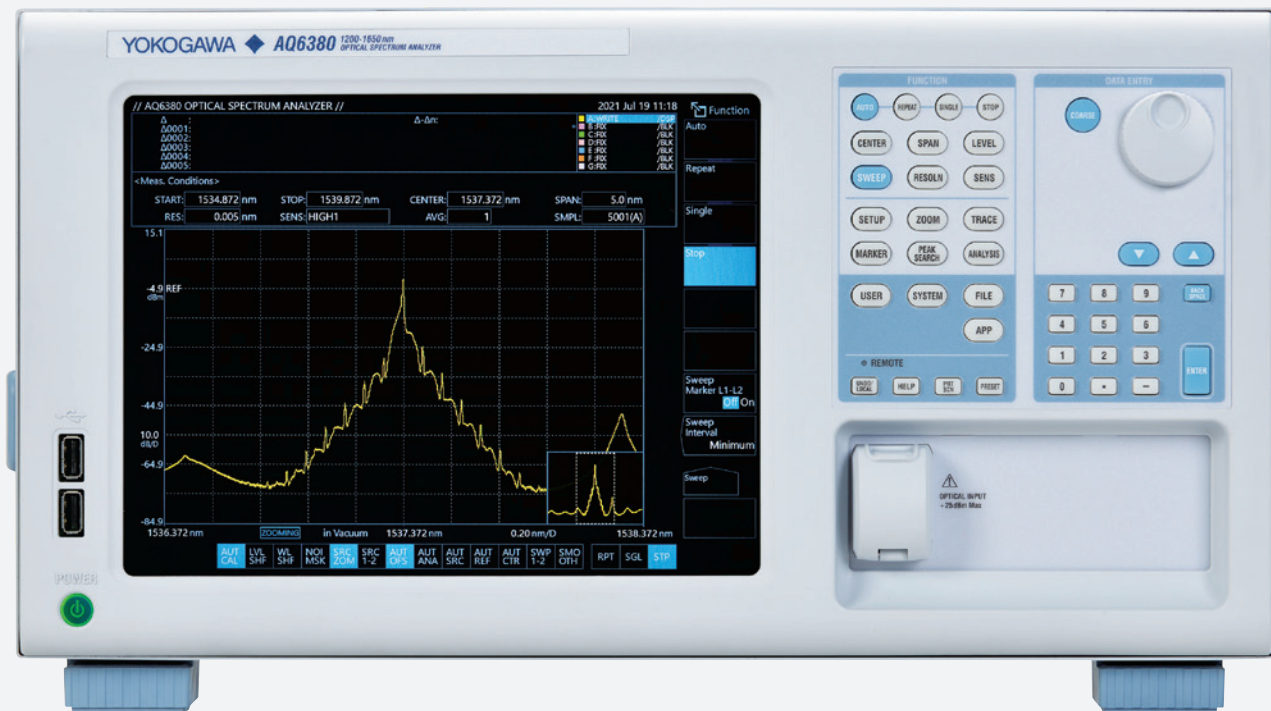 YOKOGAWA ◆ AQ6380 1200-1650nm OPTICAL SPECTRUM ANALYZER
// AQ6380 OPTICAL SPECTRUM ANALYZER //
2021 Jul 19 11:18
Function
Δ :
Δ0001:
Δ0002:
Δ0003:
Δ0004:
Δ0005:
Δ-Δn:
A:WRITE /DSP
B:FIX /BLK
C:FIX /BLK
D:FIX /BLK
E:FIX /BLK
F:FIX /BLK
G:FIX /BLK
<Meas. Conditions>
START: 1534.872 nm STOP: 1539.872 nm CENTER: 1537.372 nm SPAN: 5.0 nm
RES: 0.005 nm SENS: HIGH1 AVG: 1 SMPL: 5001(A)
15.1
-4.9 REF
dBm
-24.9
-44.9
10.0
dB/D
-64.9
-84.9
1536.372 nm ZOOMING in Vacuum 1537.372 nm 0.20 nm/D 1538.372 nm
Auto
Repeat
Single
Stop
Sweep
Marker L1-L2
Off On
Sweep
Interval
Minimum
Sweep
AUT CAL
LVL SHF
WL SHF
NOI MSK
SRC ZOM
SRC 1-2
AUT OFS
AUT ANA
AUT SRC
AUT REF
AUT CTR
SWP 1-2
SMO OTH
RPT
SGL
STP
POWER
FUNCTION
AUTO REPEAT SINGLE STOP
CENTER SPAN LEVEL
SWEEP RESOLN SENS
SETUP ZOOM TRACE
MARKER PEAK SEARCH ANALYSIS
USER SYSTEM FILE
APP
REMOTE
UNDO/ LOCAL HELP PRT SCN PRESET
DATA ENTRY
COARSE
7 8 9 BACK SPACE
4 5 6
1 2 3
0 • − ENTER
OPTICAL INPUT
+25dBm Max